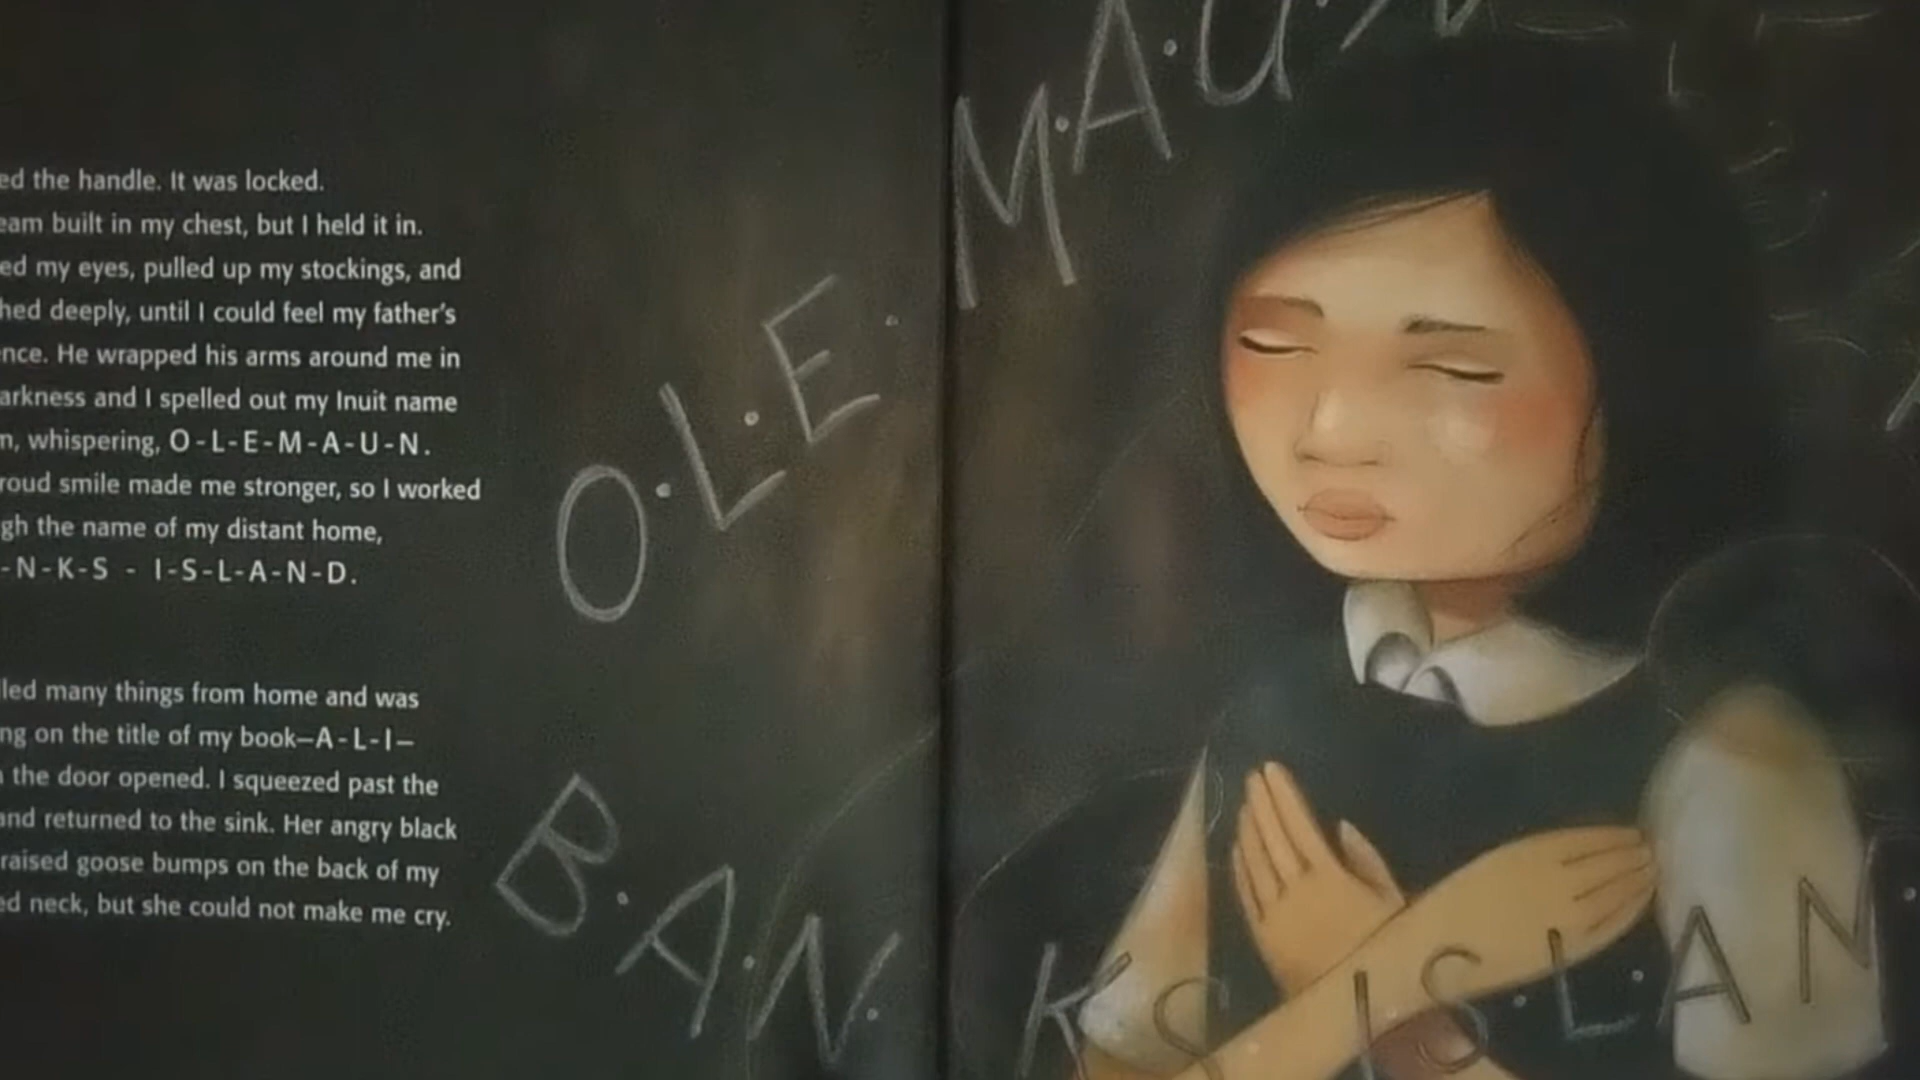 ed the handle. It was locked.
eam built in my chest, but I held it in.
ed my eyes, pulled up my stockings, and
hed deeply, until I could feel my father's
nce. He wrapped his arms around me in
arkness and I spelled out my Inuit name
n, whispering, O-L-E-M-A-U-N.
roud smile made me stronger, so I worked
gh the name of my distant home,
-N-K-S - I-S-L-A-N-D.
lled many things from home and was
ng on the title of my book—A-L-I—
the door opened. I squeezed past the
and returned to the sink. Her angry black
raised goose bumps on the back of my
ed neck, but she could not make me cry.
O·L·E·M·A·U·N
B·A·N·K·S I·S·L·A·N·